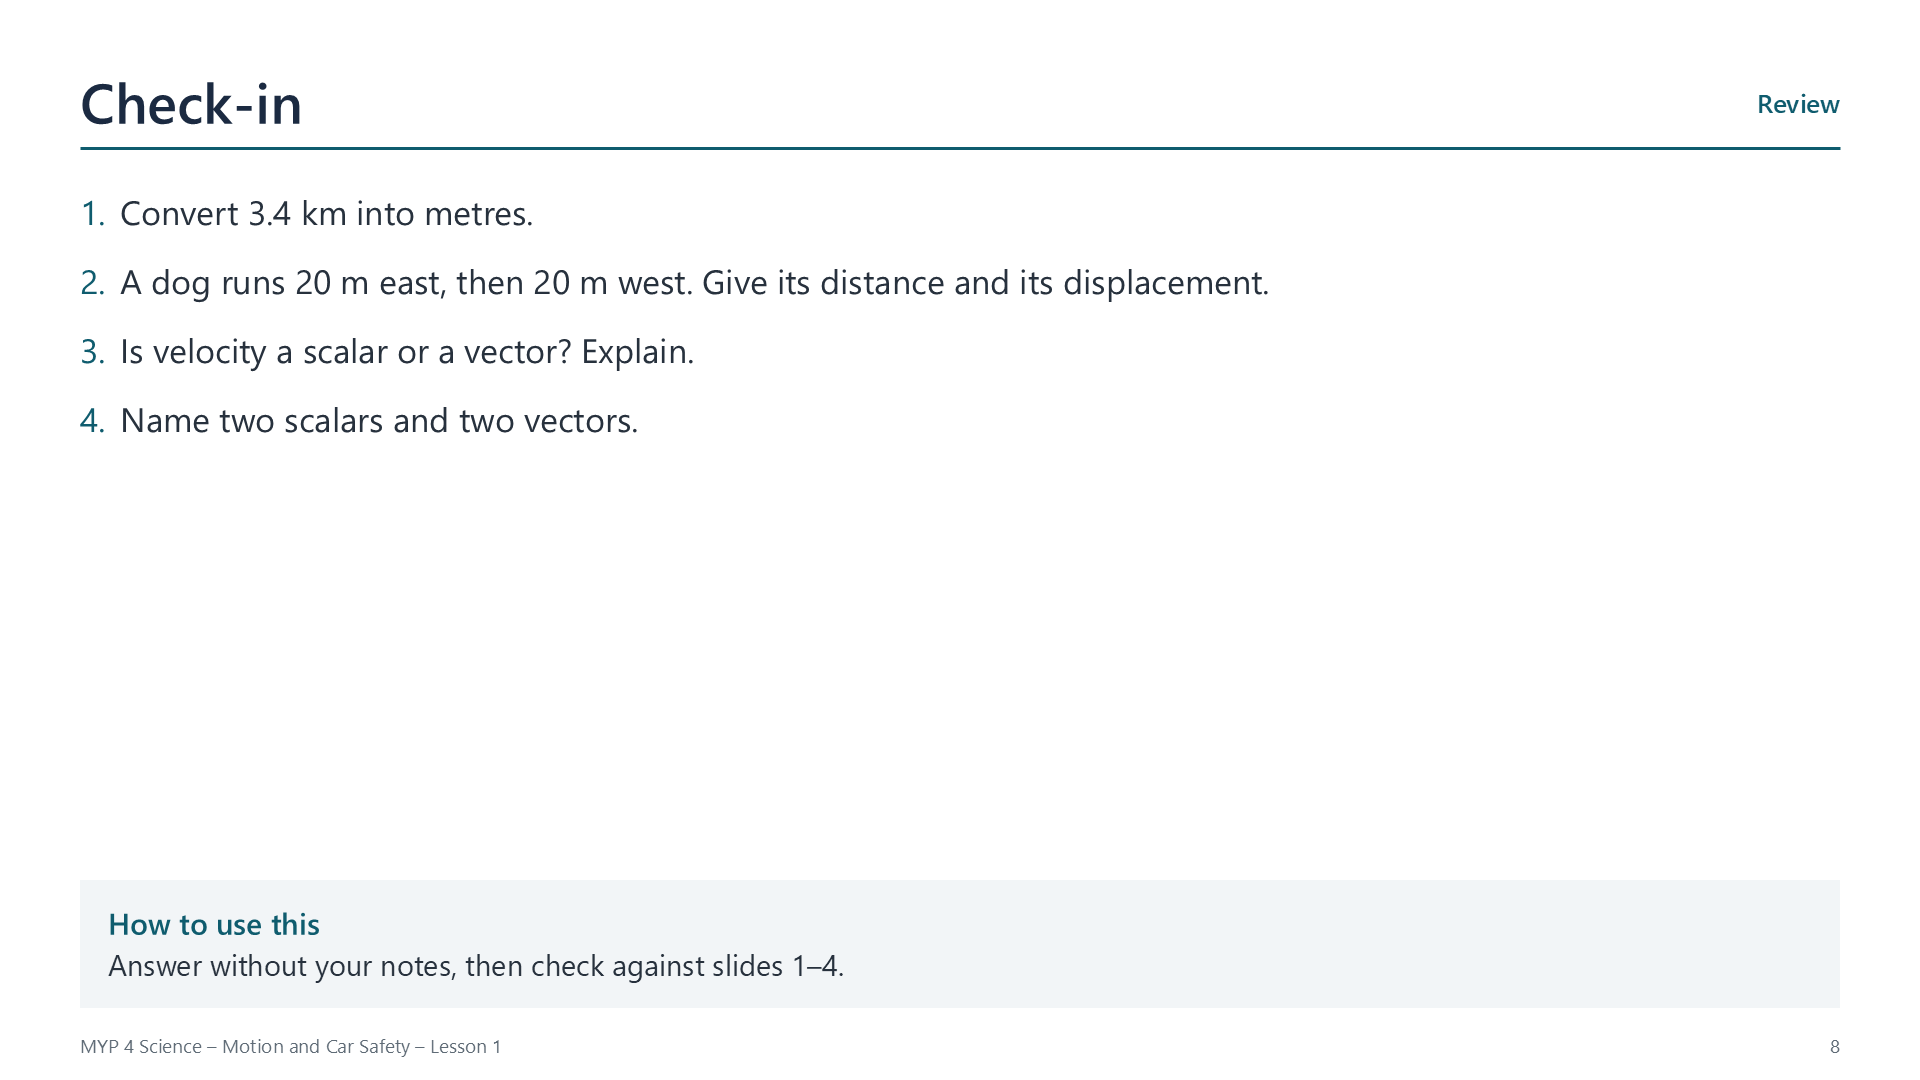 Check-in
Review
1. Convert 3.4 km into metres.
2. A dog runs 20 m east, then 20 m west. Give its distance and its displacement.
3. Is velocity a scalar or a vector? Explain.
4. Name two scalars and two vectors.
How to use this
Answer without your notes, then check against slides 1–4.
MYP 4 Science – Motion and Car Safety – Lesson 1
8